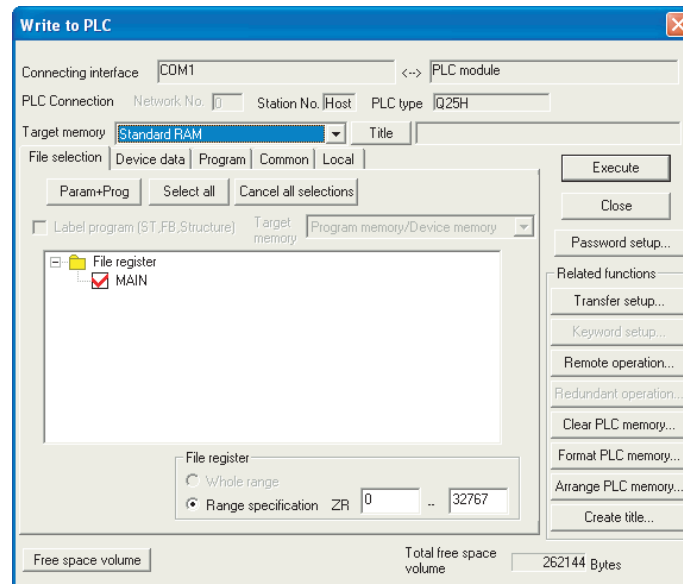 Write to PLC
Connecting interface COM1 <--> PLC module
PLC Connection Network No. 0 Station No. Host PLC type Q25H
Target memory Standard RAM Title
File selection Device data Program Common Local
Execute
Param+Prog Select all Cancel all selections
Close
Label program (ST,FB,Structure) Target memory Program memory/Device memory
Password setup...
File register
Related functions
MAIN
Transfer setup...
Keyword setup...
Remote operation...
Redundant operation...
Clear PLC memory...
File register
Format PLC memory...
Whole range
Arrange PLC memory...
Range specification ZR 0 -- 32767
Create title...
Free space volume Total free space volume 262144 Bytes